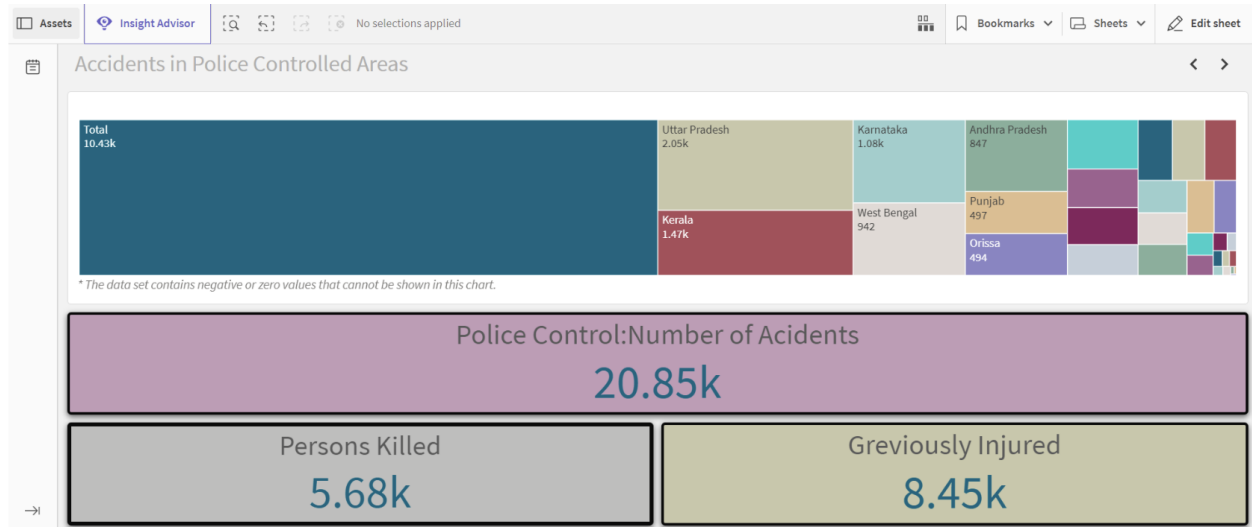 Assets
Insight Advisor
No selections applied
Bookmarks
Sheets
Edit sheet
Accidents in Police Controlled Areas
Total
10.43k
Uttar Pradesh
2.05k
Kerala
1.47k
Karnataka
1.08k
West Bengal
942
Andhra Pradesh
847
Punjab
497
Orissa
494
* The data set contains negative or zero values that cannot be shown in this chart.
Police Control:Number of Acidents
20.85k
Persons Killed
5.68k
Greviously Injured
8.45k